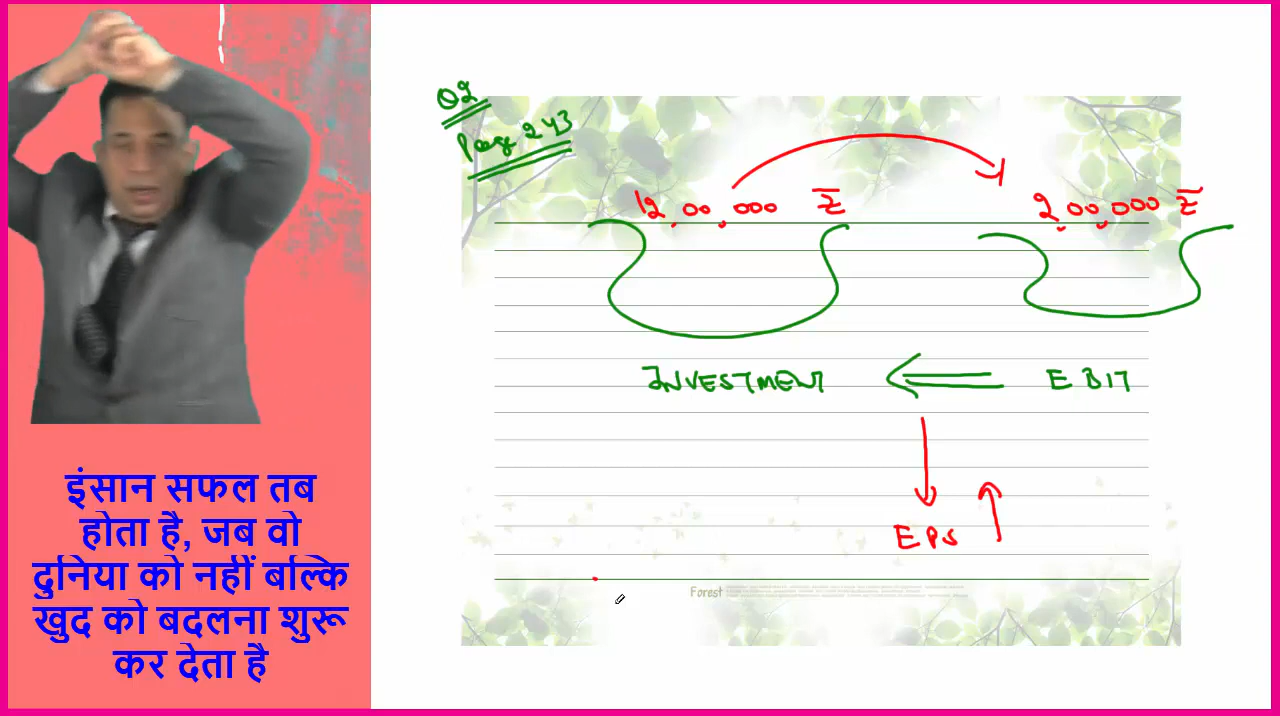 Q2
Page 243
12,00,000 z
2,00,000 z
INVESTMENT
EBIT
EPS
Forest
इंसान सफल तब
होता है, जब वो
दुनिया को नहीं बल्कि
खुद को बदलना शुरू
कर देता है